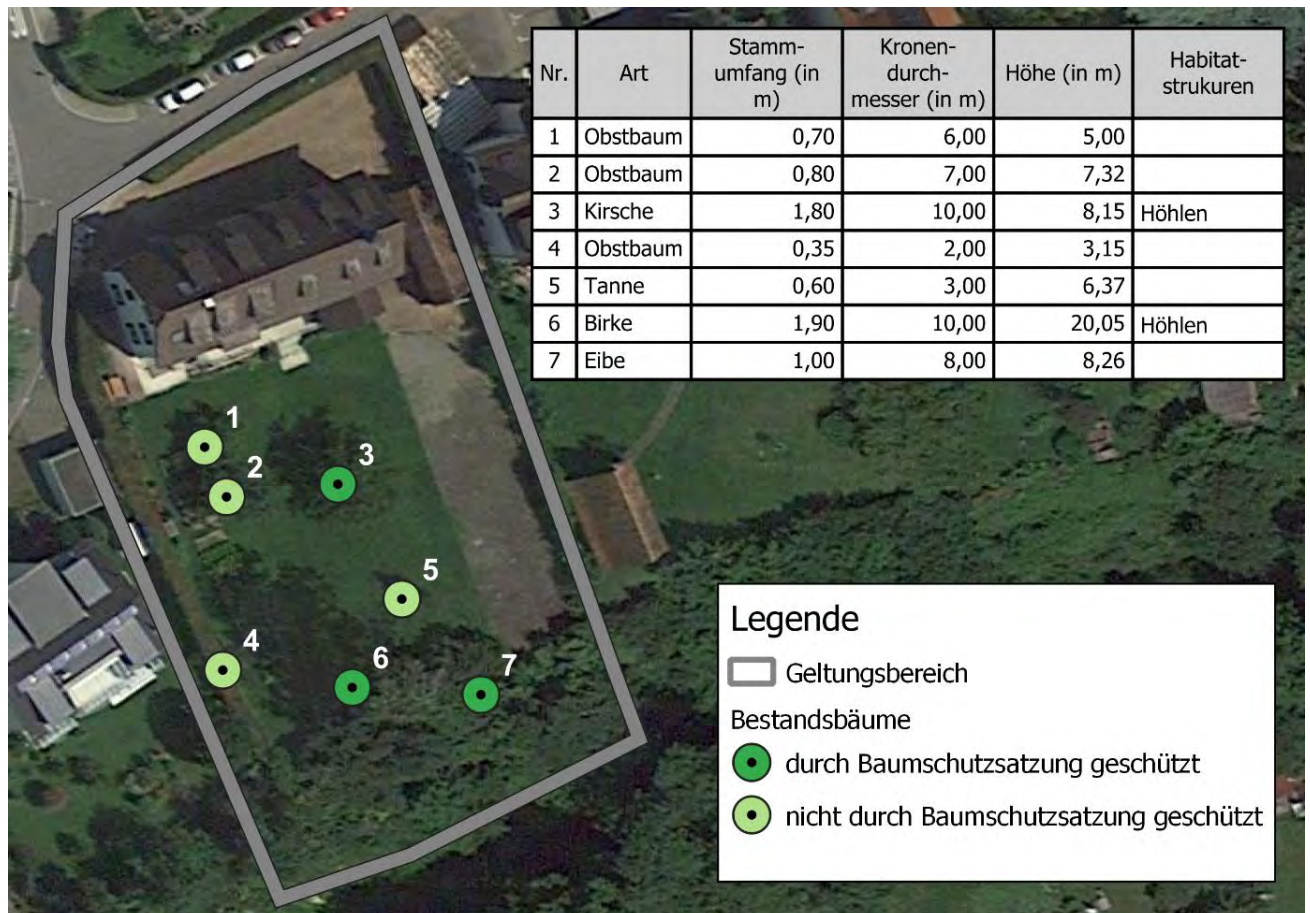 Nr. Art Stamm-umfang (in m) Kronen-durch-messer (in m) Höhe (in m) Habitat-strukuren
1 Obstbaum 0,70 6,00 5,00
2 Obstbaum 0,80 7,00 7,32
3 Kirsche 1,80 10,00 8,15 Höhlen
4 Obstbaum 0,35 2,00 3,15
5 Tanne 0,60 3,00 6,37
6 Birke 1,90 10,00 20,05 Höhlen
7 Eibe 1,00 8,00 8,26
1
2
3
5
4
6
7
Legende
Geltungsbereich
Bestandsbäume
durch Baumschutzsatzung geschützt
nicht durch Baumschutzsatzung geschützt